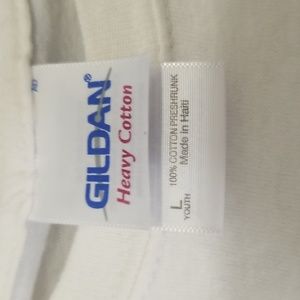 GILDAN®
Heavy Cotton
100% COTTON PRESHRUNK
Made in Haiti
L
YOUTH